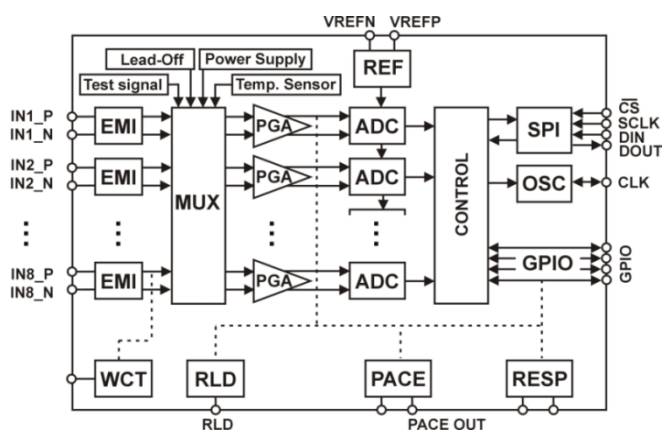 VREFN VREFP
Lead-Off Power Supply
Test signal Temp. Sensor
REF
IN1_P
IN1_N
EMI
PGA
ADC
CS
SCLK
DIN
DOUT
SPI
IN2_P
IN2_N
EMI
MUX
PGA
ADC
CONTROL
OSC
CLK
IN8_P
IN8_N
EMI
PGA
ADC
GPIO
GPIO
WCT
RLD
PACE
RESP
RLD
PACE OUT